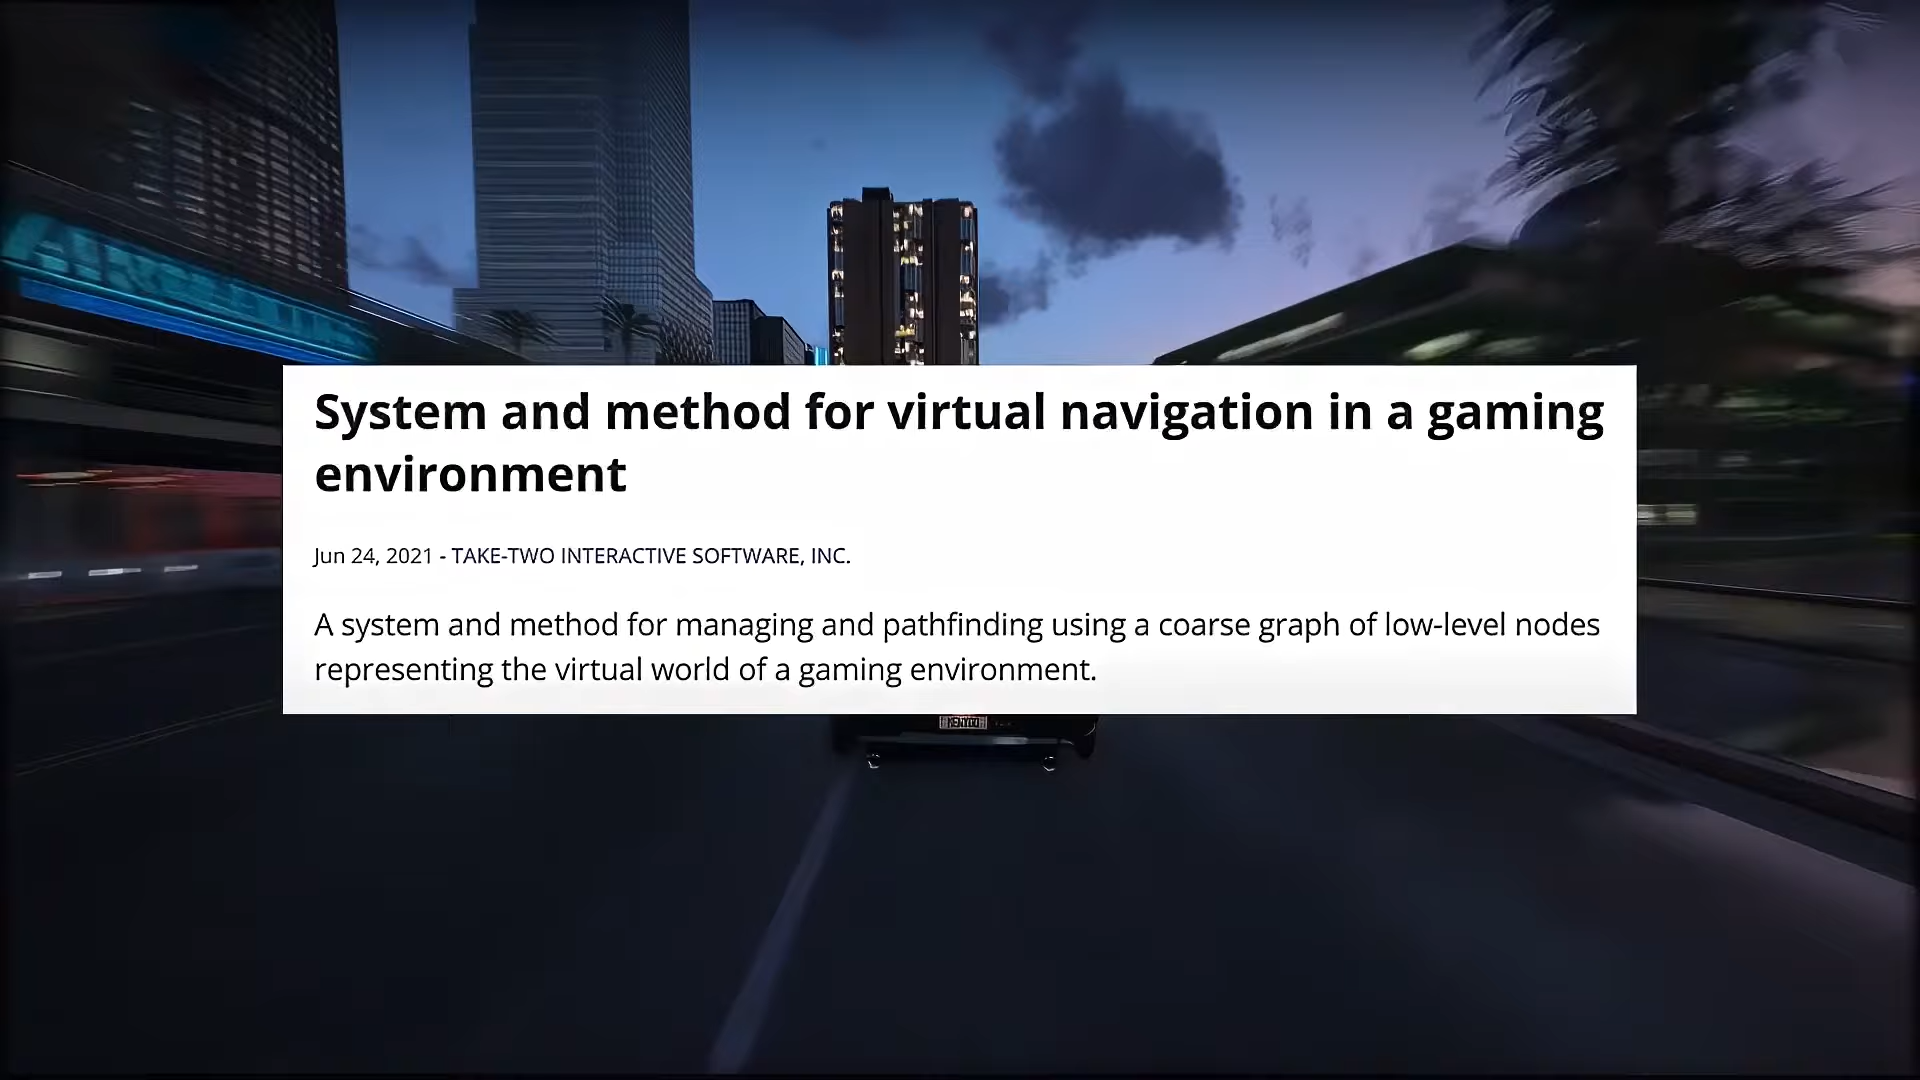 System and method for virtual navigation in a gaming
environment
Jun 24, 2021 - TAKE-TWO INTERACTIVE SOFTWARE, INC.
A system and method for managing and pathfinding using a coarse graph of low-level nodes
representing the virtual world of a gaming environment.